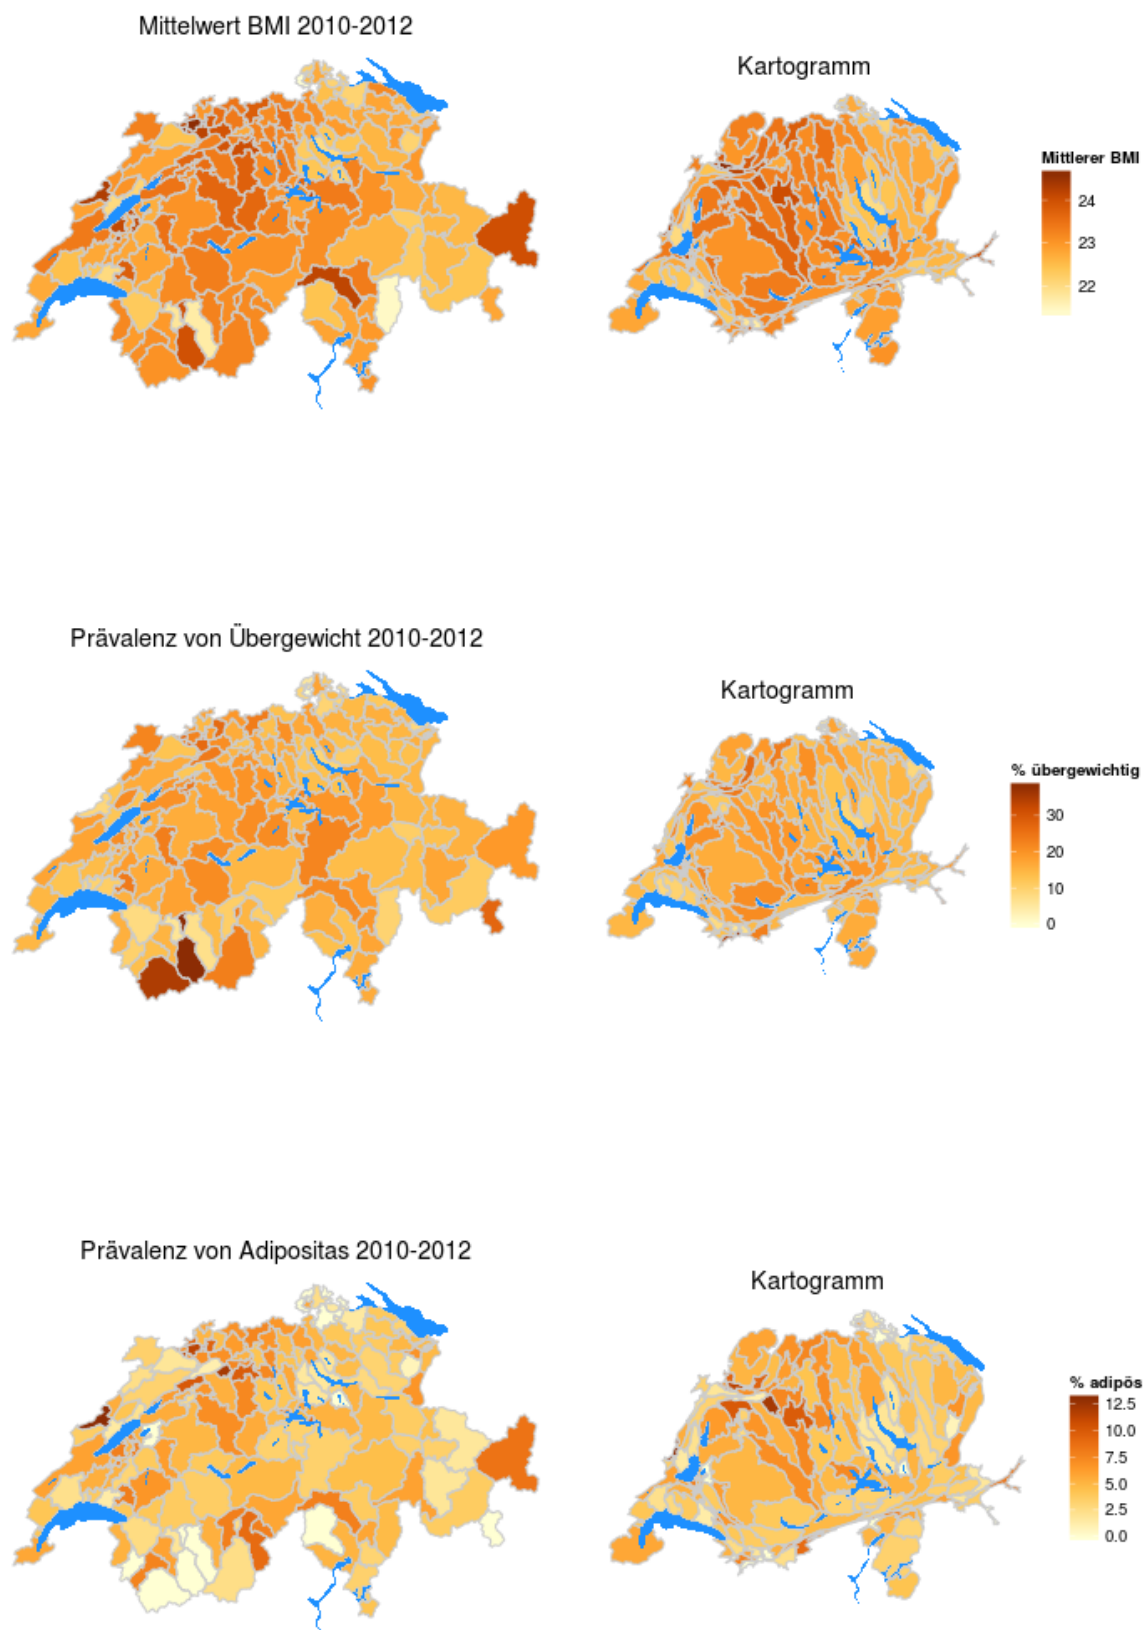 Mittelwert BMI 2010-2012
Kartogramm
Mittlerer BMI
24
23
22
Prävalenz von Übergewicht 2010-2012
Kartogramm
% übergewichtig
30
20
10
0
Prävalenz von Adipositas 2010-2012
Kartogramm
% adipös
12.5
10.0
7.5
5.0
2.5
0.0